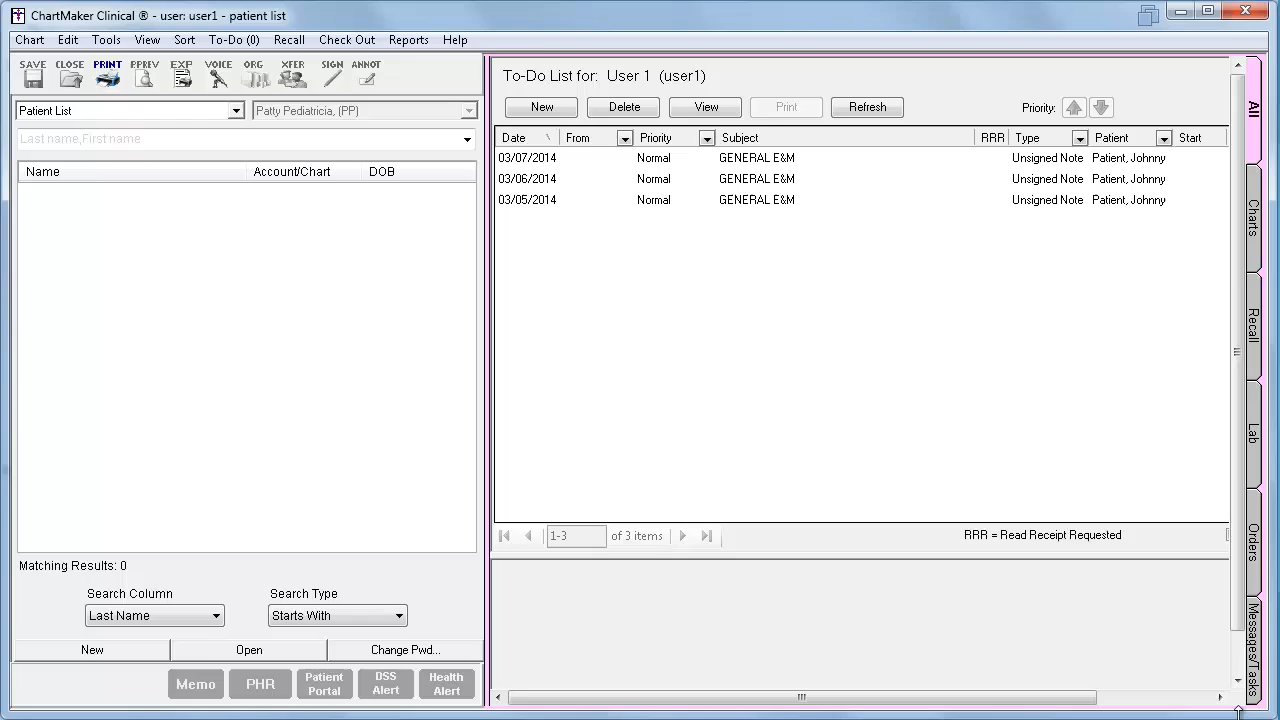 ChartMaker Clinical ® - user: user1 - patient list
Chart Edit Tools View Sort To-Do (0) Recall Check Out Reports Help
SAVE CLOSE PRINT PPREV EXP VOICE ORG XFER SIGN ANNOT
Patient List
Patty Pediatricia, (PP)
Last name,First name
Name Account/Chart DOB
Matching Results: 0
Search Column Search Type
Last Name Starts With
New Open Change Pwd...
Memo PHR Patient Portal DSS Alert Health Alert
To-Do List for: User 1 (user1)
New Delete View Print Refresh Priority:
Date From Priority Subject RRR Type Patient Start
03/07/2014 Normal GENERAL E&M Unsigned Note Patient, Johnny
03/06/2014 Normal GENERAL E&M Unsigned Note Patient, Johnny
03/05/2014 Normal GENERAL E&M Unsigned Note Patient, Johnny
1-3 of 3 items RRR = Read Receipt Requested
All
Charts
Recall
Lab
Orders
Messages/Tasks